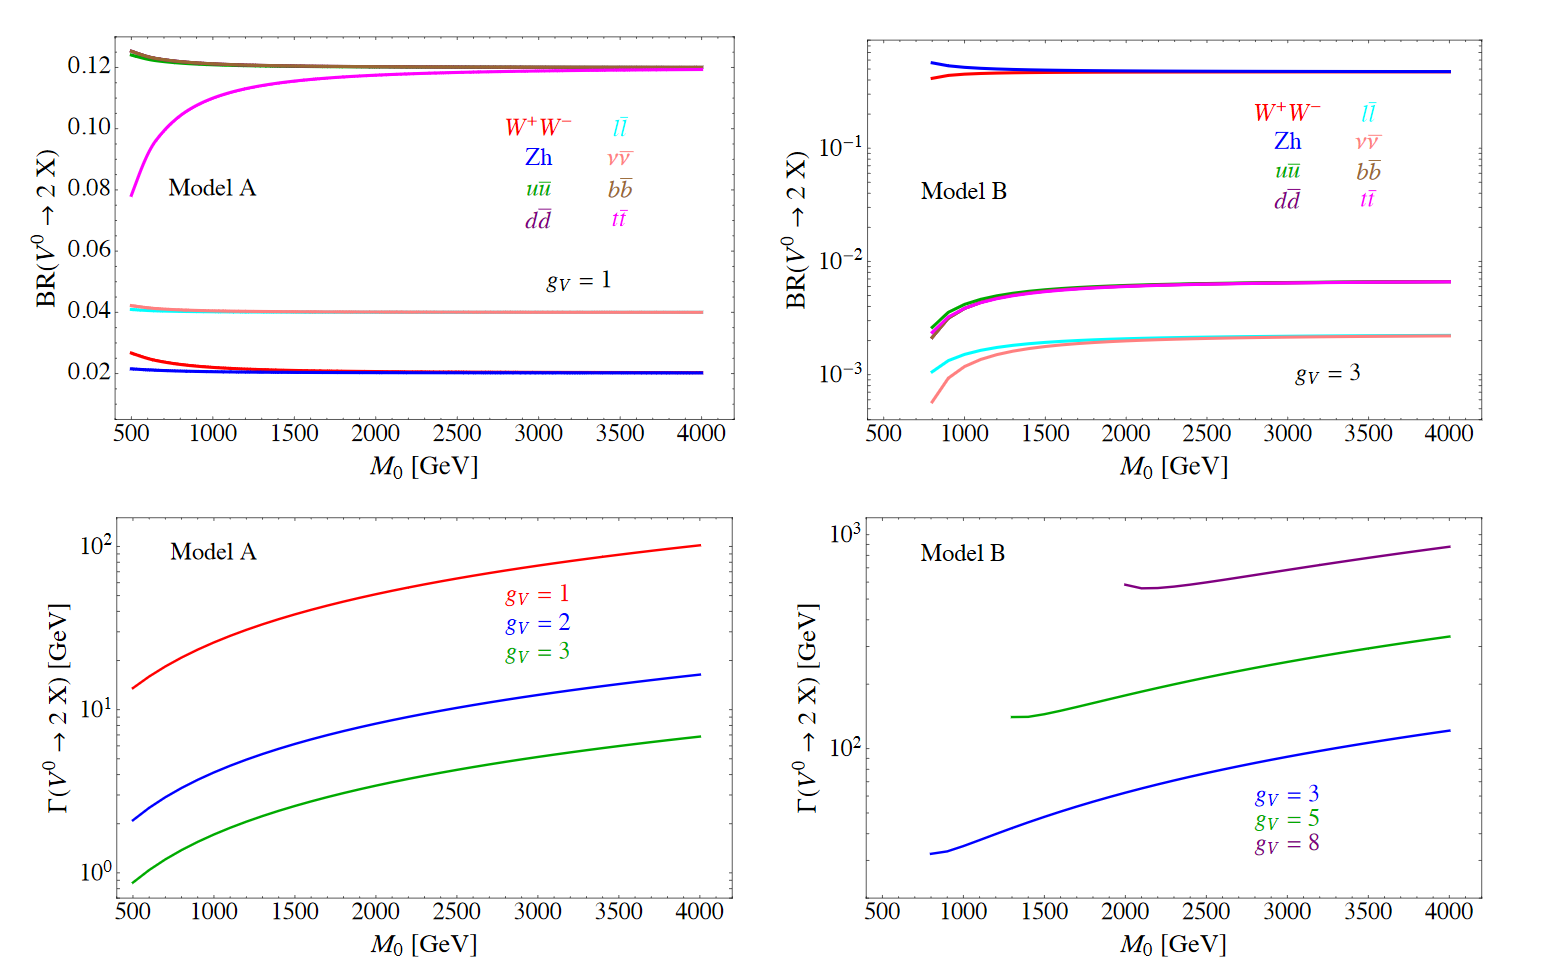 BR(V⁰ → 2 X)
0.12
0.10
0.08
0.06
0.04
0.02
Model A
W⁺W⁻ ll̄
Zh νν̄
uū bb̄
dd̄ tt̄
g_V = 1
500 1000 1500 2000 2500 3000 3500 4000
M₀ [GeV]
BR(V⁰ → 2 X)
10⁻¹
10⁻²
10⁻³
Model B
W⁺W⁻ ll̄
Zh νν̄
uū bb̄
dd̄ tt̄
g_V = 3
500 1000 1500 2000 2500 3000 3500 4000
M₀ [GeV]
Γ(V⁰ → 2 X) [GeV]
10²
10¹
10⁰
Model A
g_V = 1
g_V = 2
g_V = 3
500 1000 1500 2000 2500 3000 3500 4000
M₀ [GeV]
Γ(V⁰ → 2 X) [GeV]
10³
10²
Model B
g_V = 3
g_V = 5
g_V = 8
500 1000 1500 2000 2500 3000 3500 4000
M₀ [GeV]